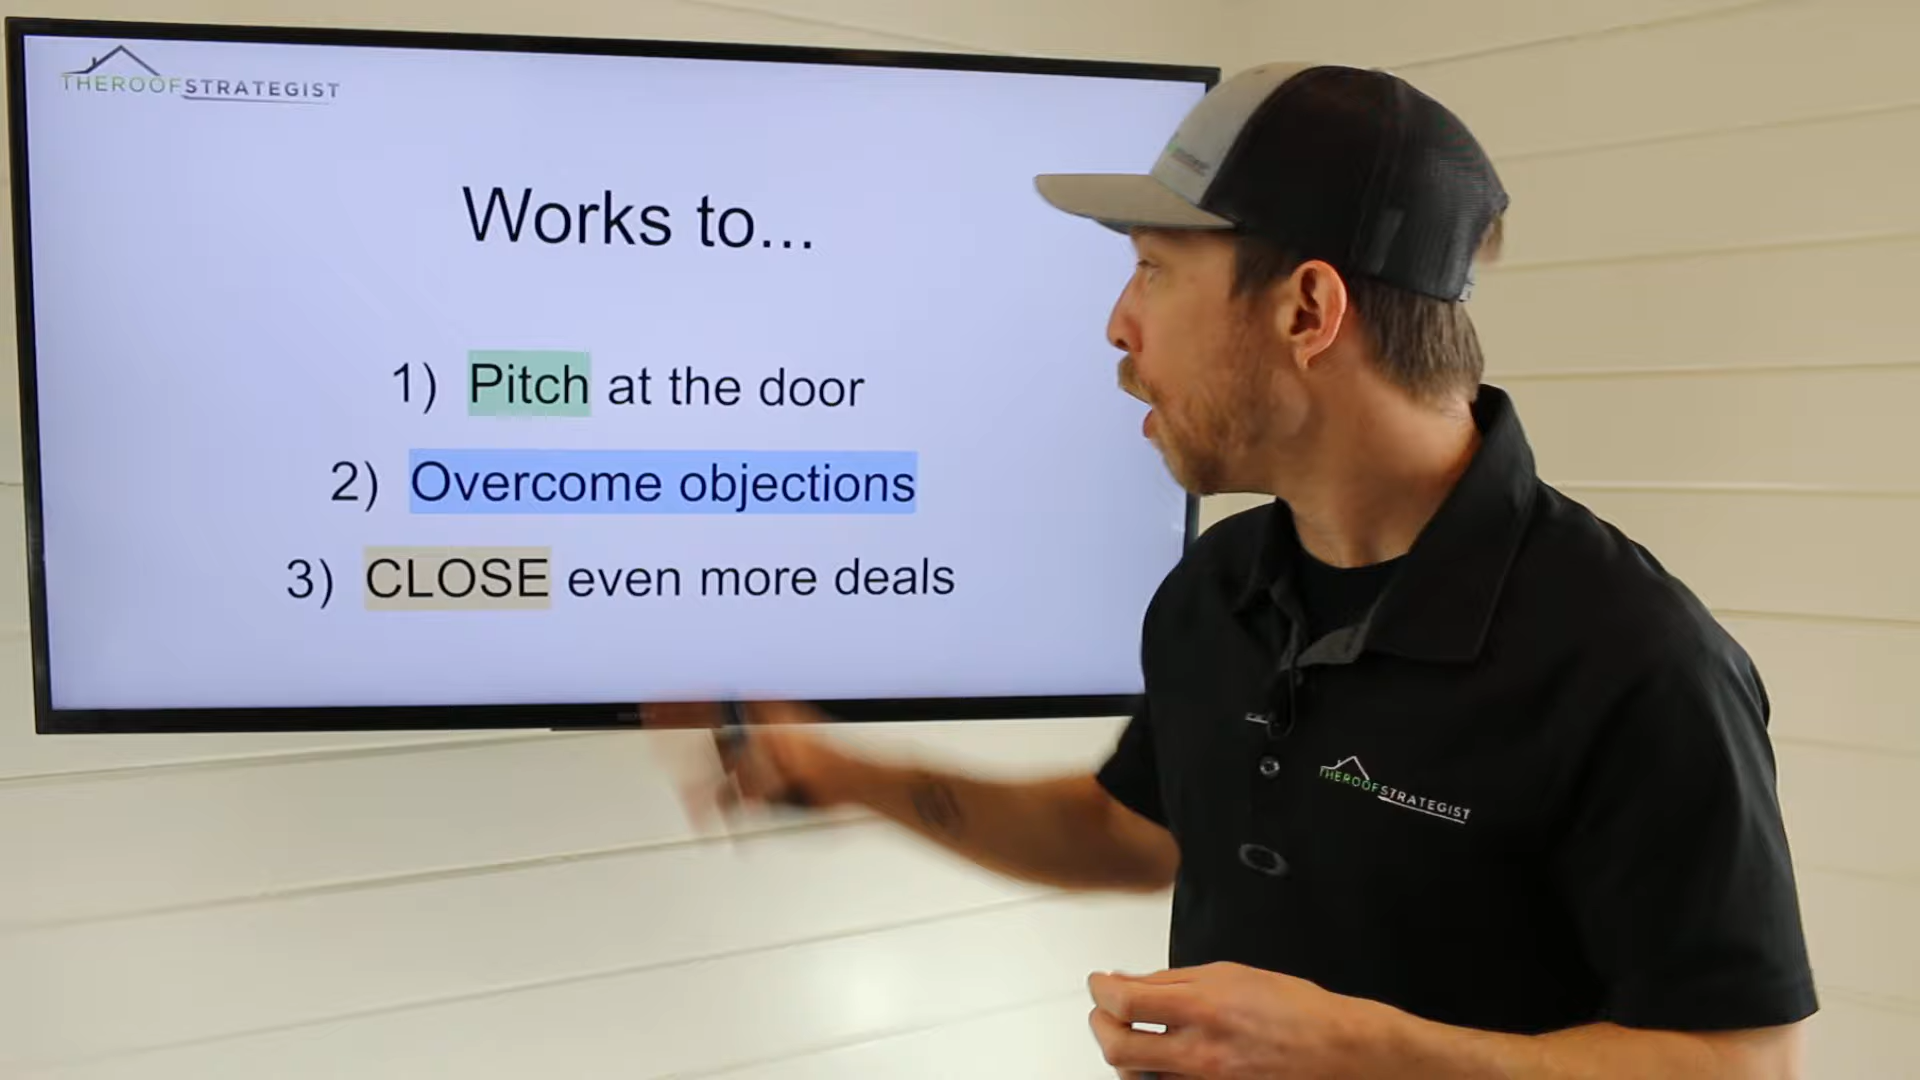 THEROOFSTRATEGIST
Works to...
1) Pitch at the door
2) Overcome objections
3) CLOSE even more deals
THEROOFSTRATEGIST